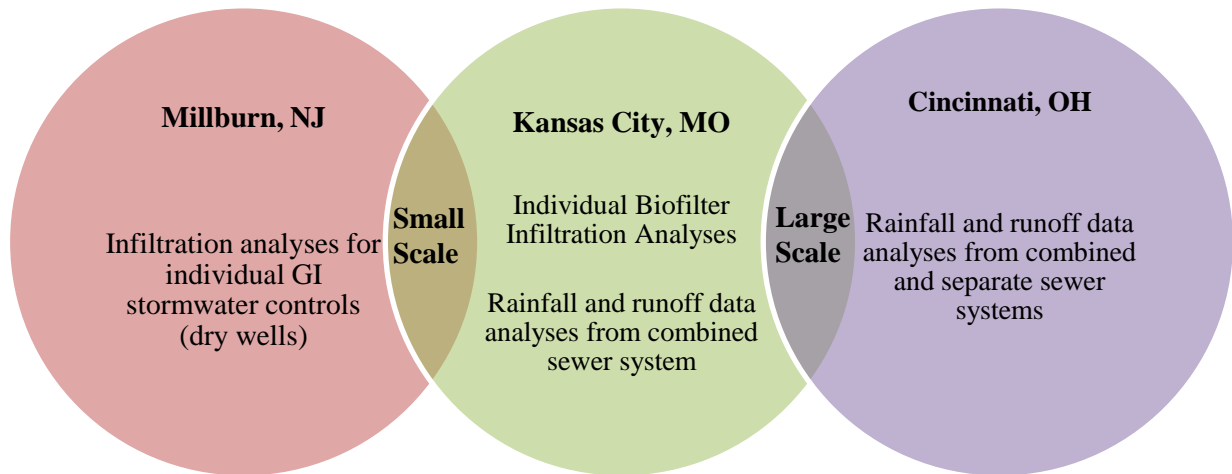 Millburn, NJ
Infiltration analyses for
individual GI
stormwater controls
(dry wells)
Small
Scale
Kansas City, MO
Individual Biofilter
Infiltration Analyses
Rainfall and runoff data
analyses from combined
sewer system
Large
Scale
Cincinnati, OH
Rainfall and runoff data
analyses from combined
and separate sewer
systems